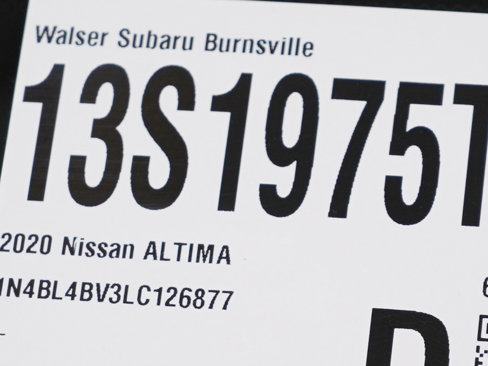 Walser Subaru Burnsville
13S1975T
2020 Nissan ALTIMA
1N4BL4BV3LC126877
D